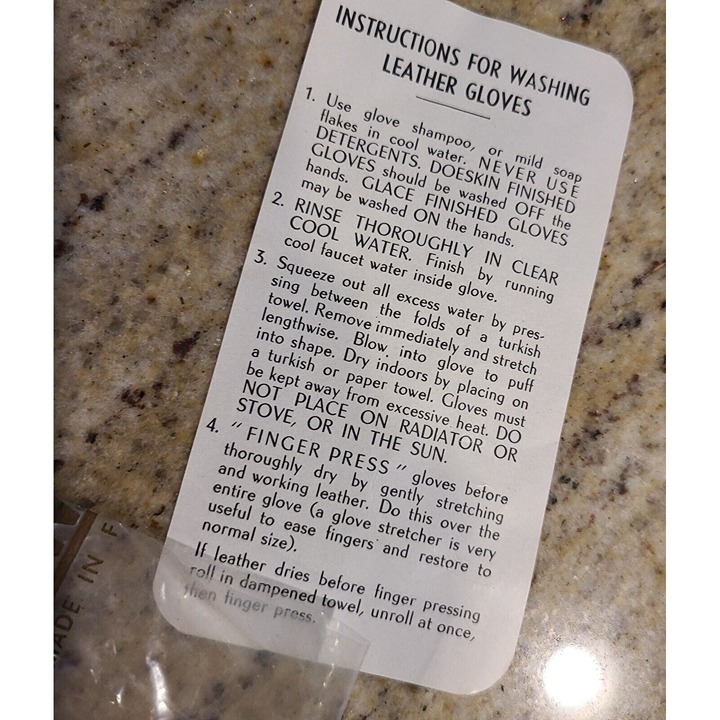 INSTRUCTIONS FOR WASHING
LEATHER GLOVES
1. Use glove shampoo, or mild soap
flakes in cool water. NEVER USE
DETERGENTS. DOESKIN FINISHED
GLOVES should be washed OFF the
hands. GLACE FINISHED GLOVES
may be washed ON the hands.
2. RINSE THOROUGHLY IN CLEAR
COOL WATER. Finish by running
cool faucet water inside glove.
3. Squeeze out all excess water by pres-
sing between the folds of a turkish
towel. Remove immediately and stretch
lengthwise. Blow into glove to puff
into shape. Dry indoors by placing on
a turkish or paper towel. Gloves must
be kept away from excessive heat. DO
NOT PLACE ON RADIATOR OR
STOVE, OR IN THE SUN.
4. " FINGER PRESS " gloves before
thoroughly dry by gently stretching
and working leather. Do this over the
entire glove (a glove stretcher is very
useful to ease fingers and restore to
normal size).
If leather dries before finger pressing
roll in dampened towel, unroll at once,
then finger press.
IN F